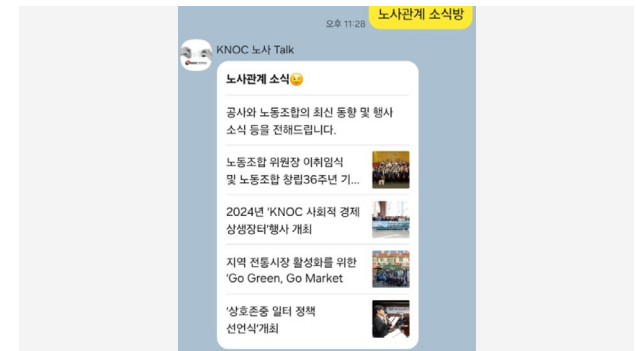 노사관계 소식방
오후 11:28
KNOC 노사 Talk
노사관계 소식😉
공사와 노동조합의 최신 동향 및 행사
소식 등을 전해드립니다.
노동조합 위원장 이취임식
및 노동조합 창립36주년 기...
2024년 'KNOC 사회적 경제
상생장터'행사 개최
지역 전통시장 활성화를 위한
'Go Green, Go Market
'상호존중 일터 정책
선언식'개최